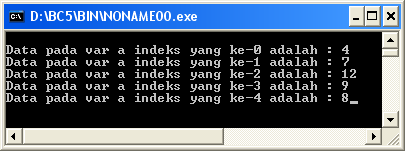 D:\BC5\BIN\NONAME00.exe
Data pada var a indeks yang ke-0 adalah : 4
Data pada var a indeks yang ke-1 adalah : 7
Data pada var a indeks yang ke-2 adalah : 12
Data pada var a indeks yang ke-3 adalah : 9
Data pada var a indeks yang ke-4 adalah : 8_